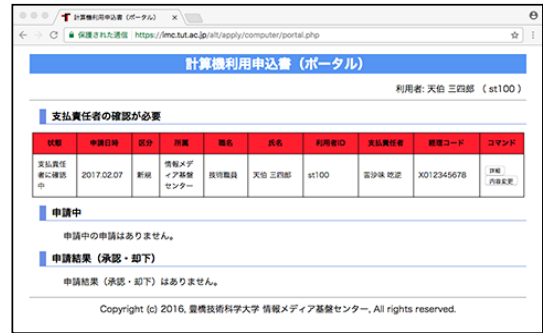 計算機利用申込書（ポータル）
保護された通信 https://imc.tut.ac.jp/alt/apply/computer/portal.php
計算機利用申込書（ポータル）
利用者: 天伯 三四郎 （ st100 ）
支払責任者の確認が必要
状態 申請日時 区分 所属 職名 氏名 利用者ID 支払責任者 経理コード コマンド
支払責任者に確認中 2017.02.07 新規 情報メディア基盤センター 技術職員 天伯 三四郎 st100 苦沙味 吃逆 X012345678 詳細 内容変更
申請中
申請中の申請はありません。
申請結果（承認・却下）
申請結果（承認・却下）はありません。
Copyright (c) 2016, 豊橋技術科学大学 情報メディア基盤センター, All rights reserved.